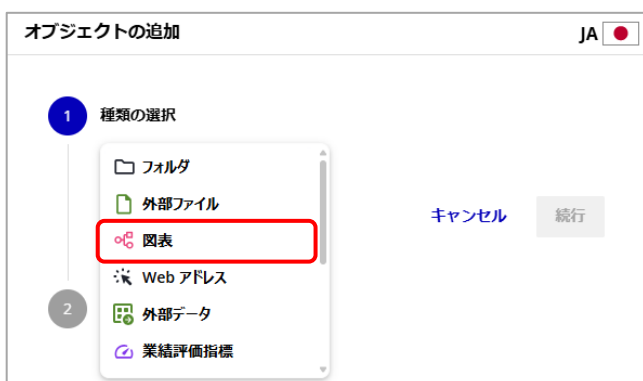 オブジェクトの追加
JA
1 種類の選択
フォルダ
外部ファイル
図表
Web アドレス
外部データ
業結評価指標
キャンセル 続行
2